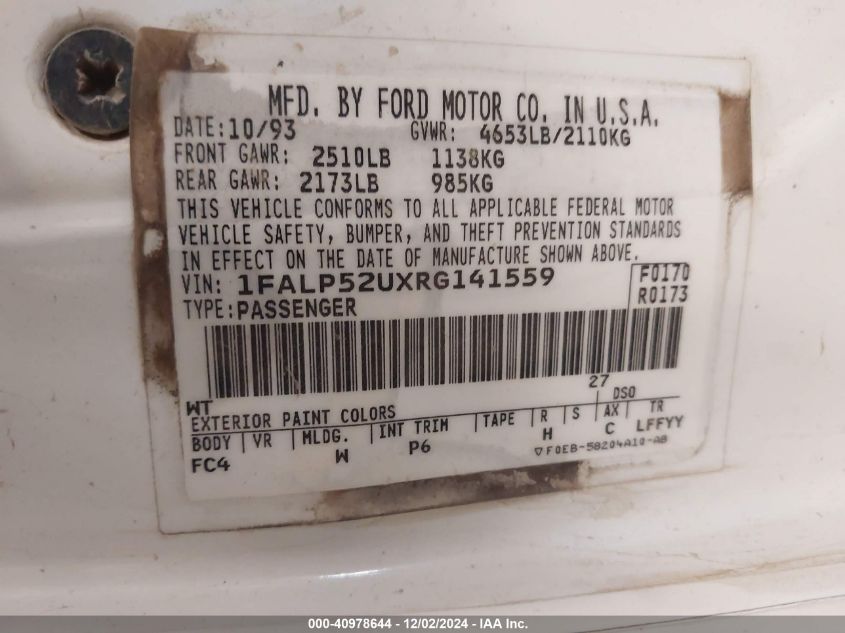 MFD. BY FORD MOTOR CO. IN U.S.A.
DATE: 10/93 GVWR: 4653LB/2110KG
FRONT GAWR: 2510LB 1138KG
REAR GAWR: 2173LB 985KG
THIS VEHICLE CONFORMS TO ALL APPLICABLE FEDERAL MOTOR
VEHICLE SAFETY, BUMPER, AND THEFT PREVENTION STANDARDS
IN EFFECT ON THE DATE OF MANUFACTURE SHOWN ABOVE.
VIN: 1FALP52UXRG141559 F0170
TYPE: PASSENGER R0173
27
WT DSO
EXTERIOR PAINT COLORS
BODY VR MLDG. INT TRIM TAPE R S AX TR
FC4 W P6 H C LFFYY
▽F0EB-58204A10-AB
000-40978644 - 12/02/2024 - IAA Inc.